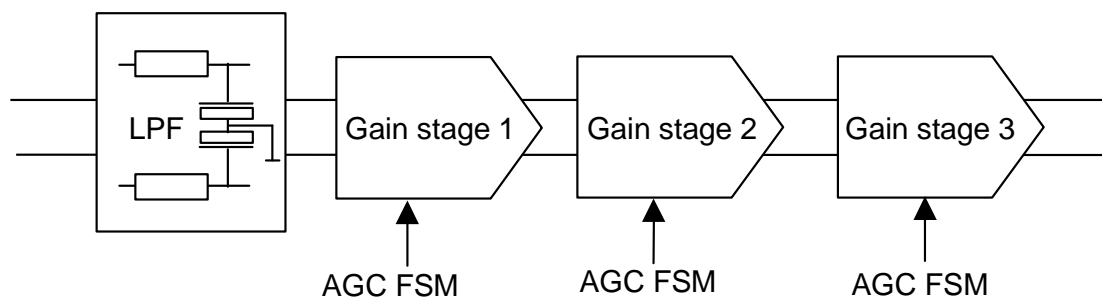 LPF
Gain stage 1
Gain stage 2
Gain stage 3
AGC FSM
AGC FSM
AGC FSM